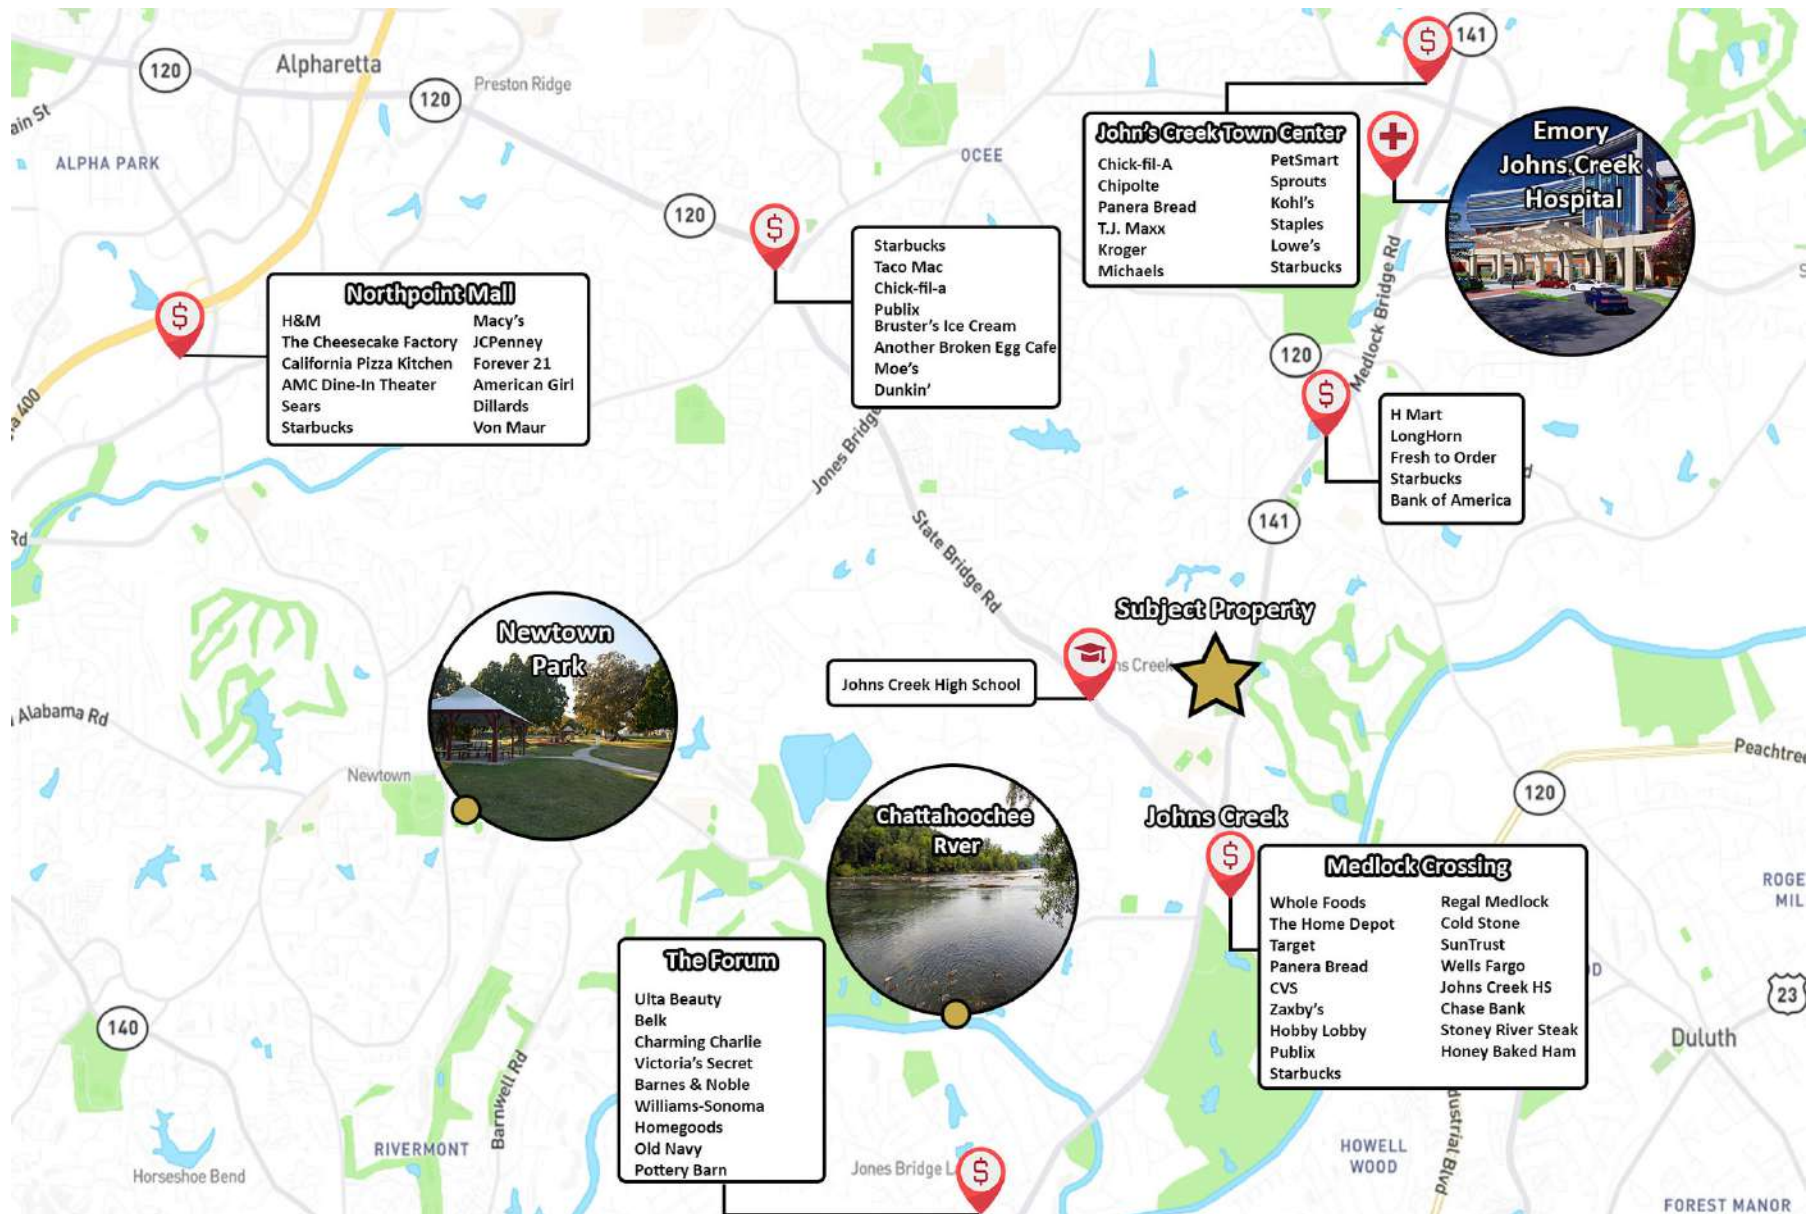 141
120
Alpharetta
120
Preston Ridge
ain St
ALPHA PARK
OCEE
John's Creek Town Center
Chick-fil-A
Chipolte
Panera Bread
T.J. Maxx
Kroger
Michaels
PetSmart
Sprouts
Kohl's
Staples
Lowe's
Starbucks
Emory
Johns Creek
Hospital
120
Starbucks
Taco Mac
Chick-fil-a
Publix
Bruster's Ice Cream
Another Broken Egg Cafe
Moe's
Dunkin'
Medlock Bridge Rd
Northpoint Mall
H&M
The Cheesecake Factory
California Pizza Kitchen
AMC Dine-In Theater
Sears
Starbucks
Macy's
JCPenney
Forever 21
American Girl
Dillards
Von Maur
a 400
120
H Mart
LongHorn
Fresh to Order
Starbucks
Bank of America
d
Jones Bridge
141
Rd
State Bridge Rd
Subject Property
Newtown
Park
Johns Creek High School
ns Creek
Alabama Rd
Newtown
Peachtree
120
Chattahoochee
Rver
Johns Creek
Medlock Crossing
Whole Foods
The Home Depot
Target
Panera Bread
CVS
Zaxby's
Hobby Lobby
Publix
Starbucks
Regal Medlock
Cold Stone
SunTrust
Wells Fargo
Johns Creek HS
Chase Bank
Stoney River Steak
Honey Baked Ham
ROGE
MIL
OD
23
Duluth
The Forum
Ulta Beauty
Belk
Charming Charlie
Victoria's Secret
Barnes & Noble
Williams-Sonoma
Homegoods
Old Navy
Pottery Barn
140
Barnwell Rd
RIVERMONT
Horseshoe Bend
Jones Bridge L
dustrial Blvd
HOWELL
WOOD
FOREST MANOR